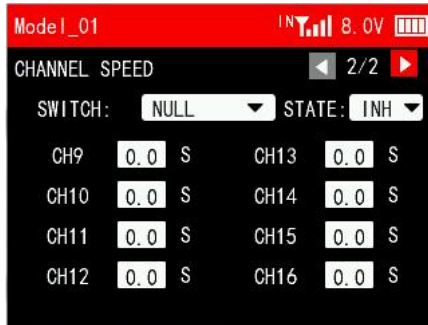 Model_01 IN 8.0V
CHANNEL SPEED 2/2
SWITCH: NULL STATE: INH
CH9 0.0 S CH13 0.0 S
CH10 0.0 S CH14 0.0 S
CH11 0.0 S CH15 0.0 S
CH12 0.0 S CH16 0.0 S